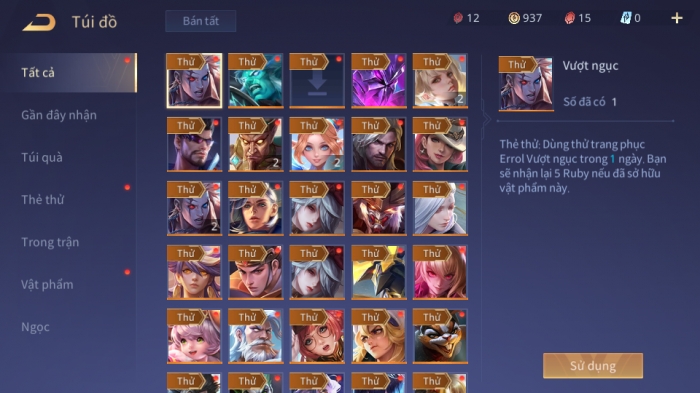 Túi đồ
Bán tất
12
937
15
0
Tất cả
Gần đây nhận
Túi quà
Thẻ thử
Trong trận
Vật phẩm
Ngọc
Thử Thử Thử Thử Thử
2
Thử Thử Thử Thử Thử
2 2
Thử Thử Thử Thử Thử
2
Thử Thử Thử Thử Thử
Thử Thử Thử Thử Thử
Thử Thử Thử Thử Thử
Thử
Vượt ngục
Số đã có 1
Thẻ thử: Dùng thử trang phục
Errol Vượt ngục trong 1 ngày. Bạn
sẽ nhận lại 5 Ruby nếu đã sở hữu
vật phẩm này.
Sử dụng